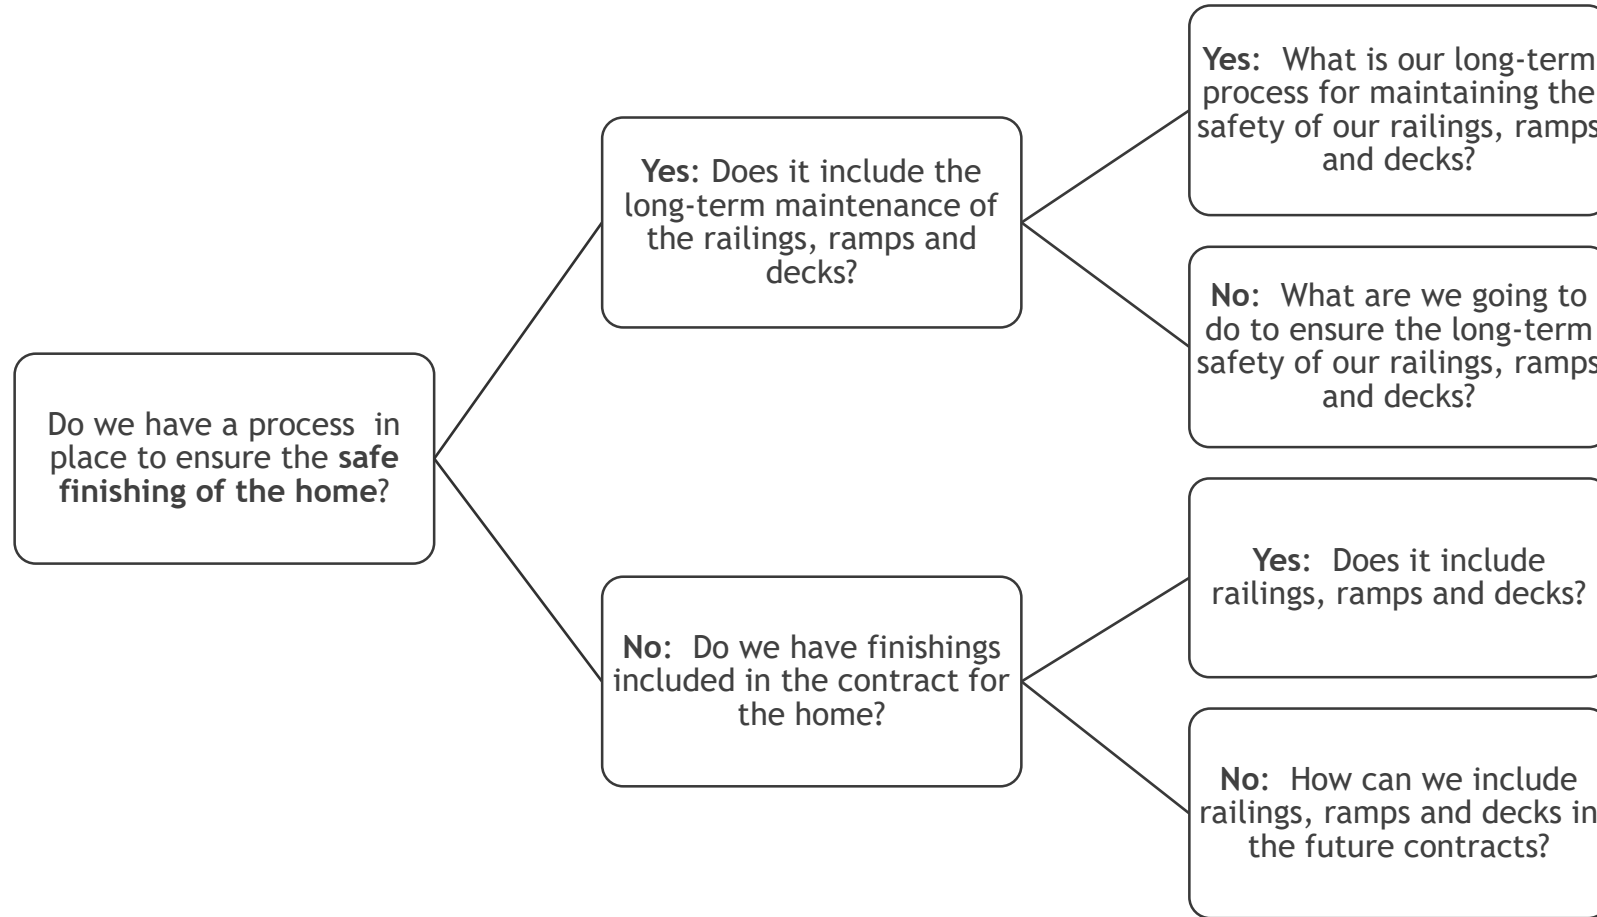 Do we have a process  in
place to ensure the safe
finishing of the home?
Yes: Does it include the
long-term maintenance of
the railings, ramps and
decks?
No:  Do we have finishings
included in the contract for
the home?
Yes:  What is our long-term
process for maintaining the
safety of our railings, ramps
and decks?
No:  What are we going to
do to ensure the long-term
safety of our railings, ramps
and decks?
Yes:  Does it include
railings, ramps and decks?
No:  How can we include
railings, ramps and decks in
the future contracts?